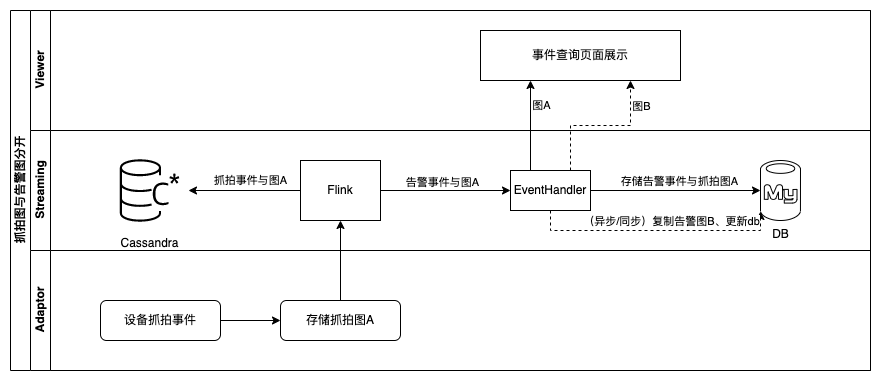 抓拍图与告警图分开
Viewer
事件查询页面展示
图A
图B
Streaming
抓拍事件与图A
Flink
告警事件与图A
EventHandler
存储告警事件与抓拍图A
C*
My
Cassandra
（异步/同步）复制告警图B、更新db
DB
Adaptor
设备抓拍事件
存储抓拍图A